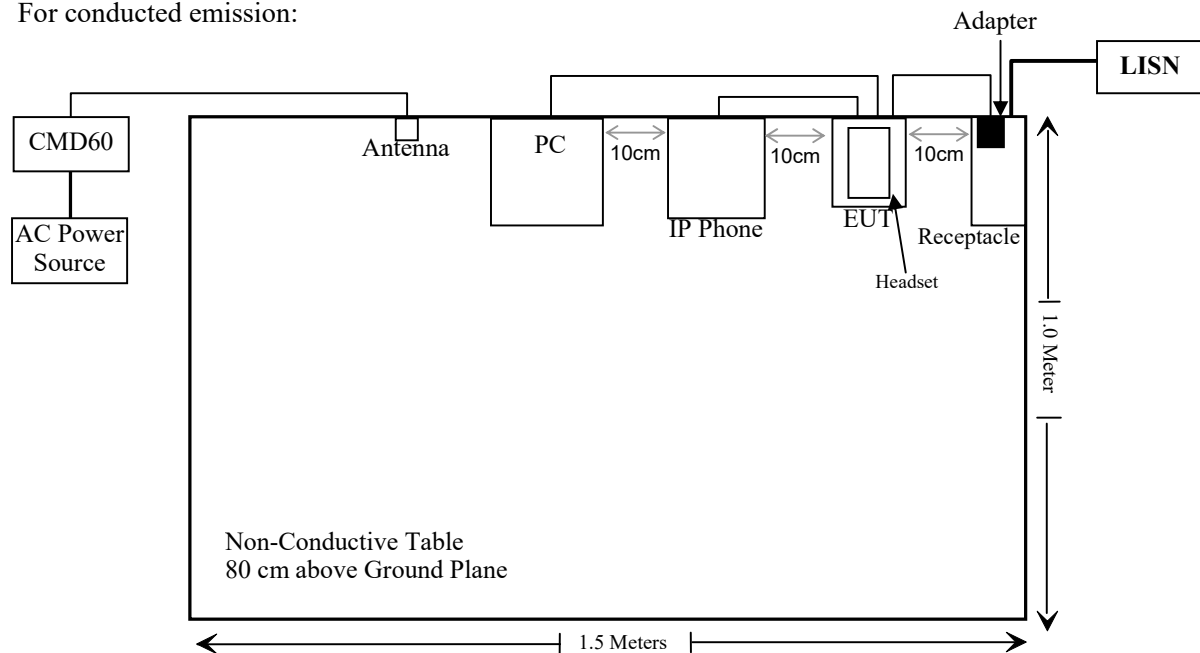 For conducted emission:
Adapter
LISN
CMD60
Antenna
PC
10cm
10cm
10cm
AC Power
Source
IP Phone
EUT
Receptacle
Headset
1.0 Meter
Non-Conductive Table
80 cm above Ground Plane
1.5 Meters